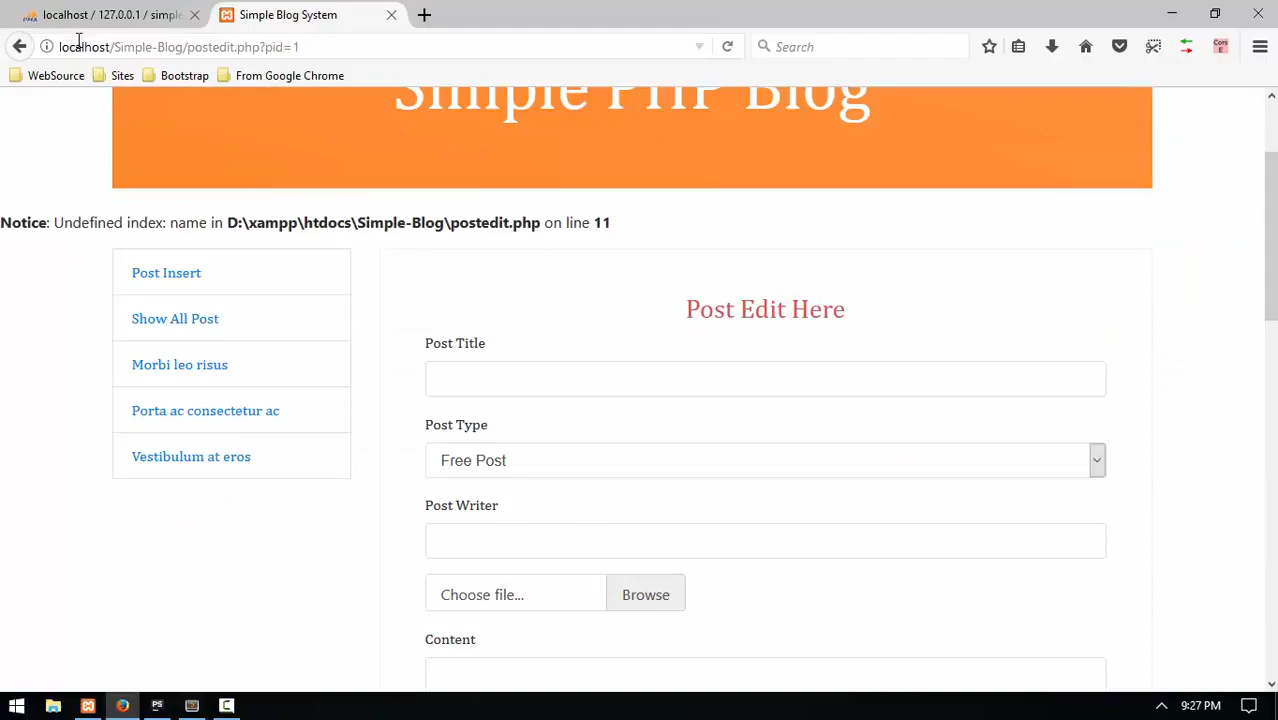 localhost / 127.0.0.1 / simple
Simple Blog System
localhost/Simple-Blog/postedit.php?pid=1
Search
WebSource
Sites
Bootstrap
From Google Chrome
Simple PHP Blog
Notice: Undefined index: name in D:\xampp\htdocs\Simple-Blog\postedit.php on line 11
Post Insert
Show All Post
Morbi leo risus
Porta ac consectetur ac
Vestibulum at eros
Post Edit Here
Post Title
Post Type
Free Post
Post Writer
Choose file...
Browse
Content
9:27 PM